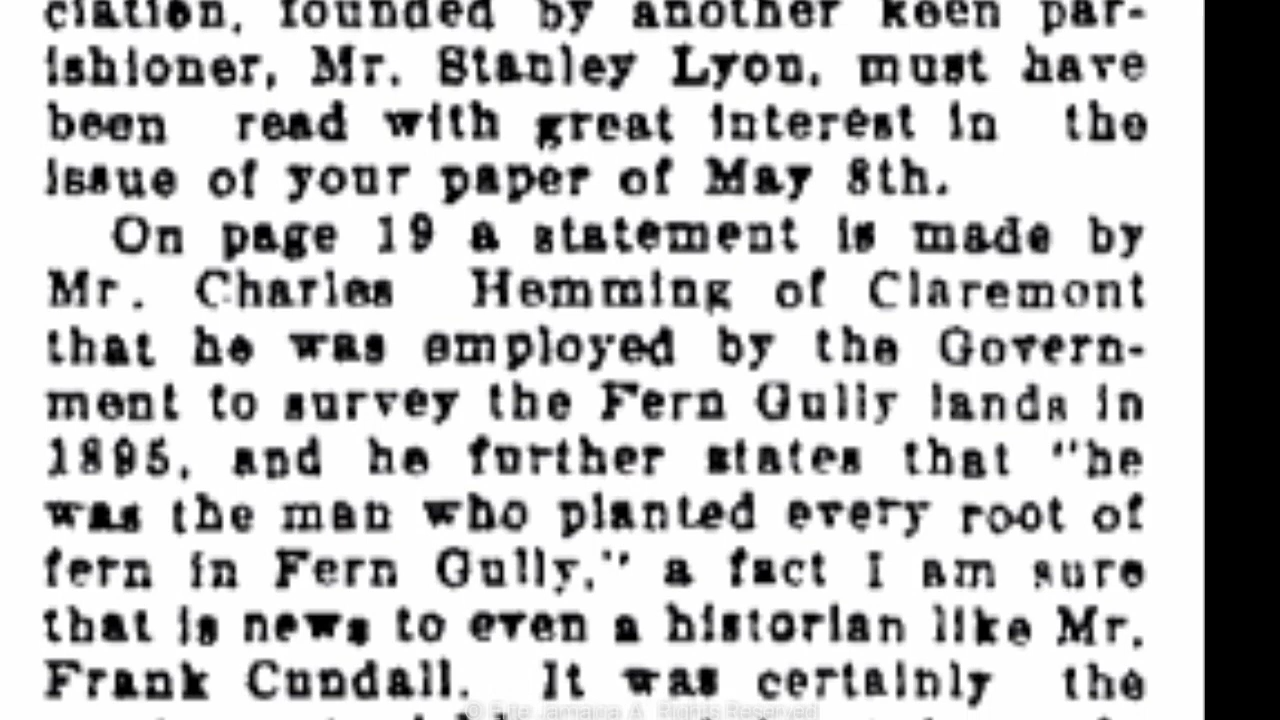 ciation, founded by another keen par-
ishioner, Mr. Stanley Lyon, must have
been read with great interest in the
issue of your paper of May 8th.
On page 19 a statement is made by
Mr. Charles Hemming of Claremont
that he was employed by the Govern-
ment to survey the Fern Gully lands in
1895, and he further states that "he
was the man who planted every root of
fern in Fern Gully," a fact I am sure
that is news to even a historian like Mr.
Frank Cundall. It was certainly the
Jamaica
Rights Reserved